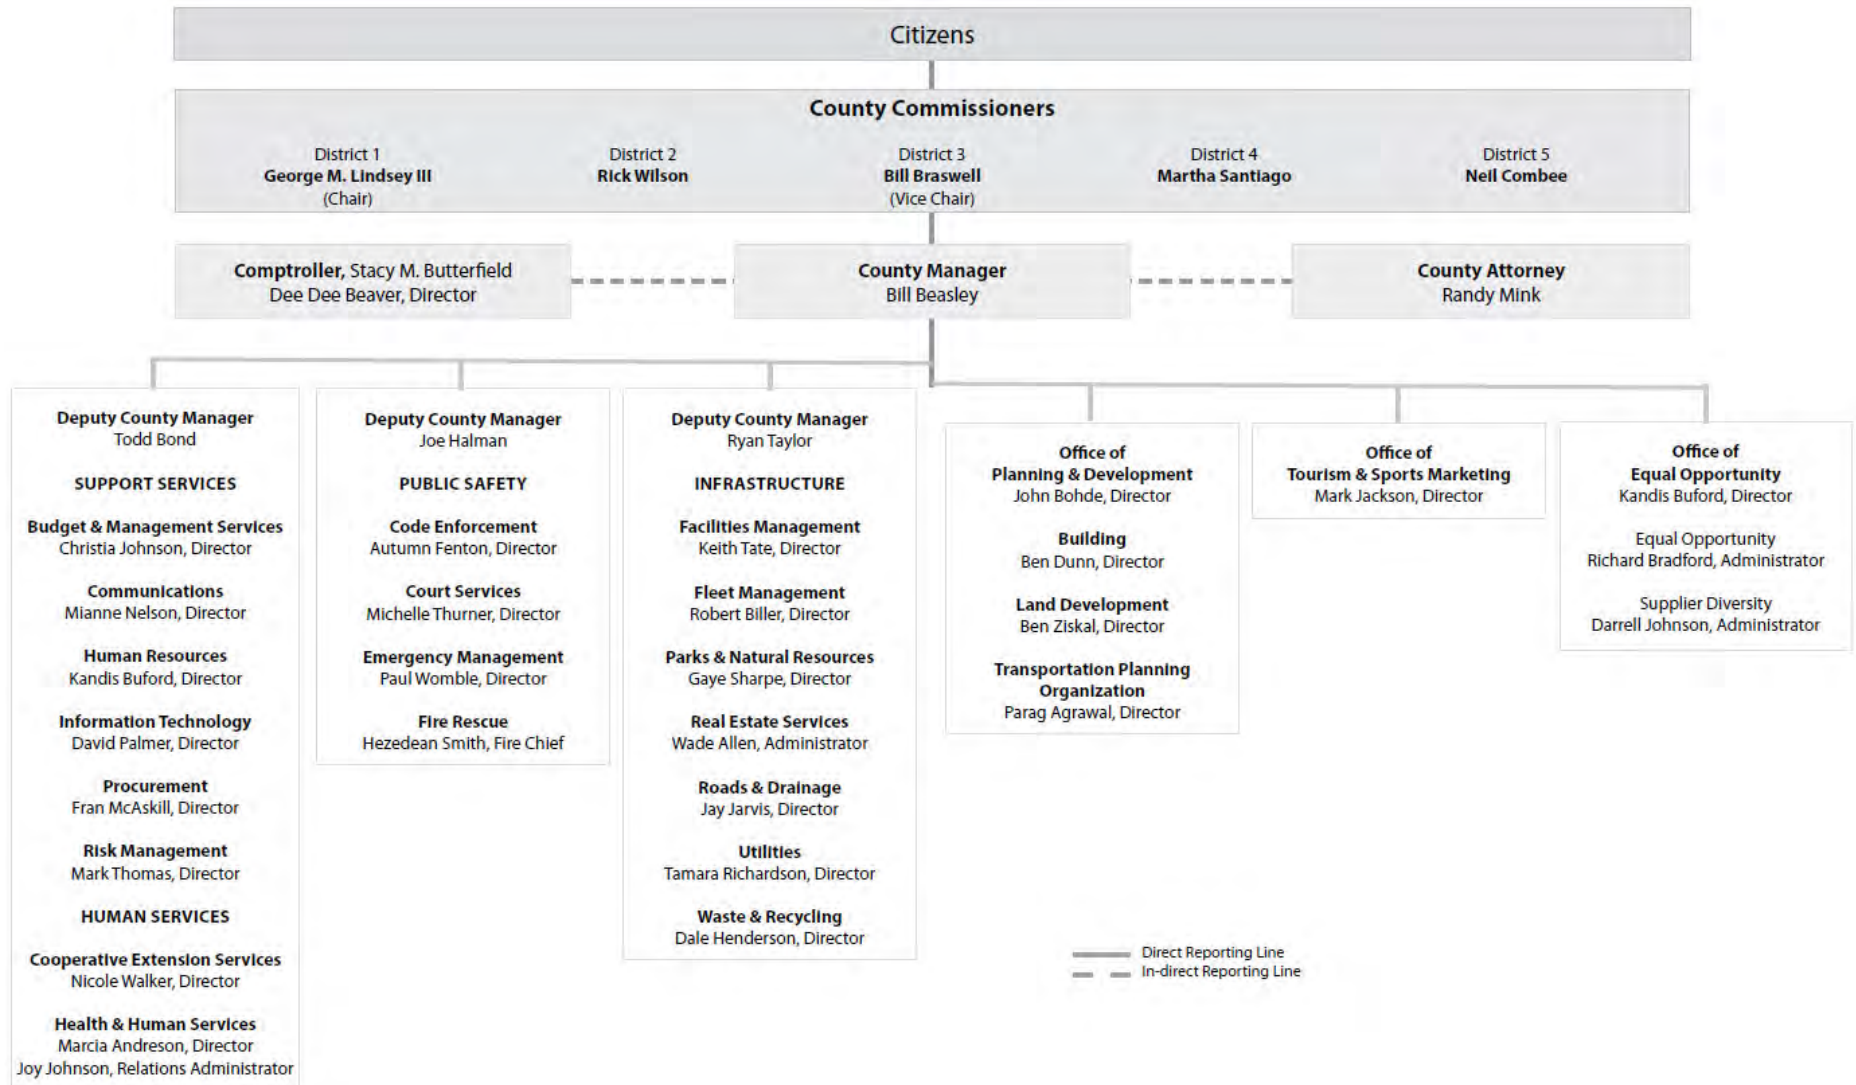 Citizens
County Commissioners
District 1
George M. Lindsey III
(Chair)
District 2
Rick Wilson
District 3
Bill Braswell
(Vice Chair)
District 4
Martha Santiago
District 5
Neil Combee
Comptroller, Stacy M. Butterfield
Dee Dee Beaver, Director
County Manager
Bill Beasley
County Attorney
Randy Mink
Deputy County Manager
Todd Bond
SUPPORT SERVICES
Budget & Management Services
Christia Johnson, Director
Communications
Mianne Nelson, Director
Human Resources
Kandis Buford, Director
Information Technology
David Palmer, Director
Procurement
Fran McAskill, Director
Risk Management
Mark Thomas, Director
HUMAN SERVICES
Cooperative Extension Services
Nicole Walker, Director
Health & Human Services
Marcia Andreson, Director
Joy Johnson, Relations Administrator
Deputy County Manager
Joe Halman
PUBLIC SAFETY
Code Enforcement
Autumn Fenton, Director
Court Services
Michelle Thurner, Director
Emergency Management
Paul Womble, Director
Fire Rescue
Hezedean Smith, Fire Chief
Deputy County Manager
Ryan Taylor
INFRASTRUCTURE
Facilities Management
Keith Tate, Director
Fleet Management
Robert Biller, Director
Parks & Natural Resources
Gaye Sharpe, Director
Real Estate Services
Wade Allen, Administrator
Roads & Drainage
Jay Jarvis, Director
Utilities
Tamara Richardson, Director
Waste & Recycling
Dale Henderson, Director
Office of
Planning & Development
John Bohde, Director
Building
Ben Dunn, Director
Land Development
Ben Ziskal, Director
Transportation Planning
Organization
Parag Agrawal, Director
Office of
Tourism & Sports Marketing
Mark Jackson, Director
Office of
Equal Opportunity
Kandis Buford, Director
Equal Opportunity
Richard Bradford, Administrator
Supplier Diversity
Darrell Johnson, Administrator
Direct Reporting Line
In-direct Reporting Line